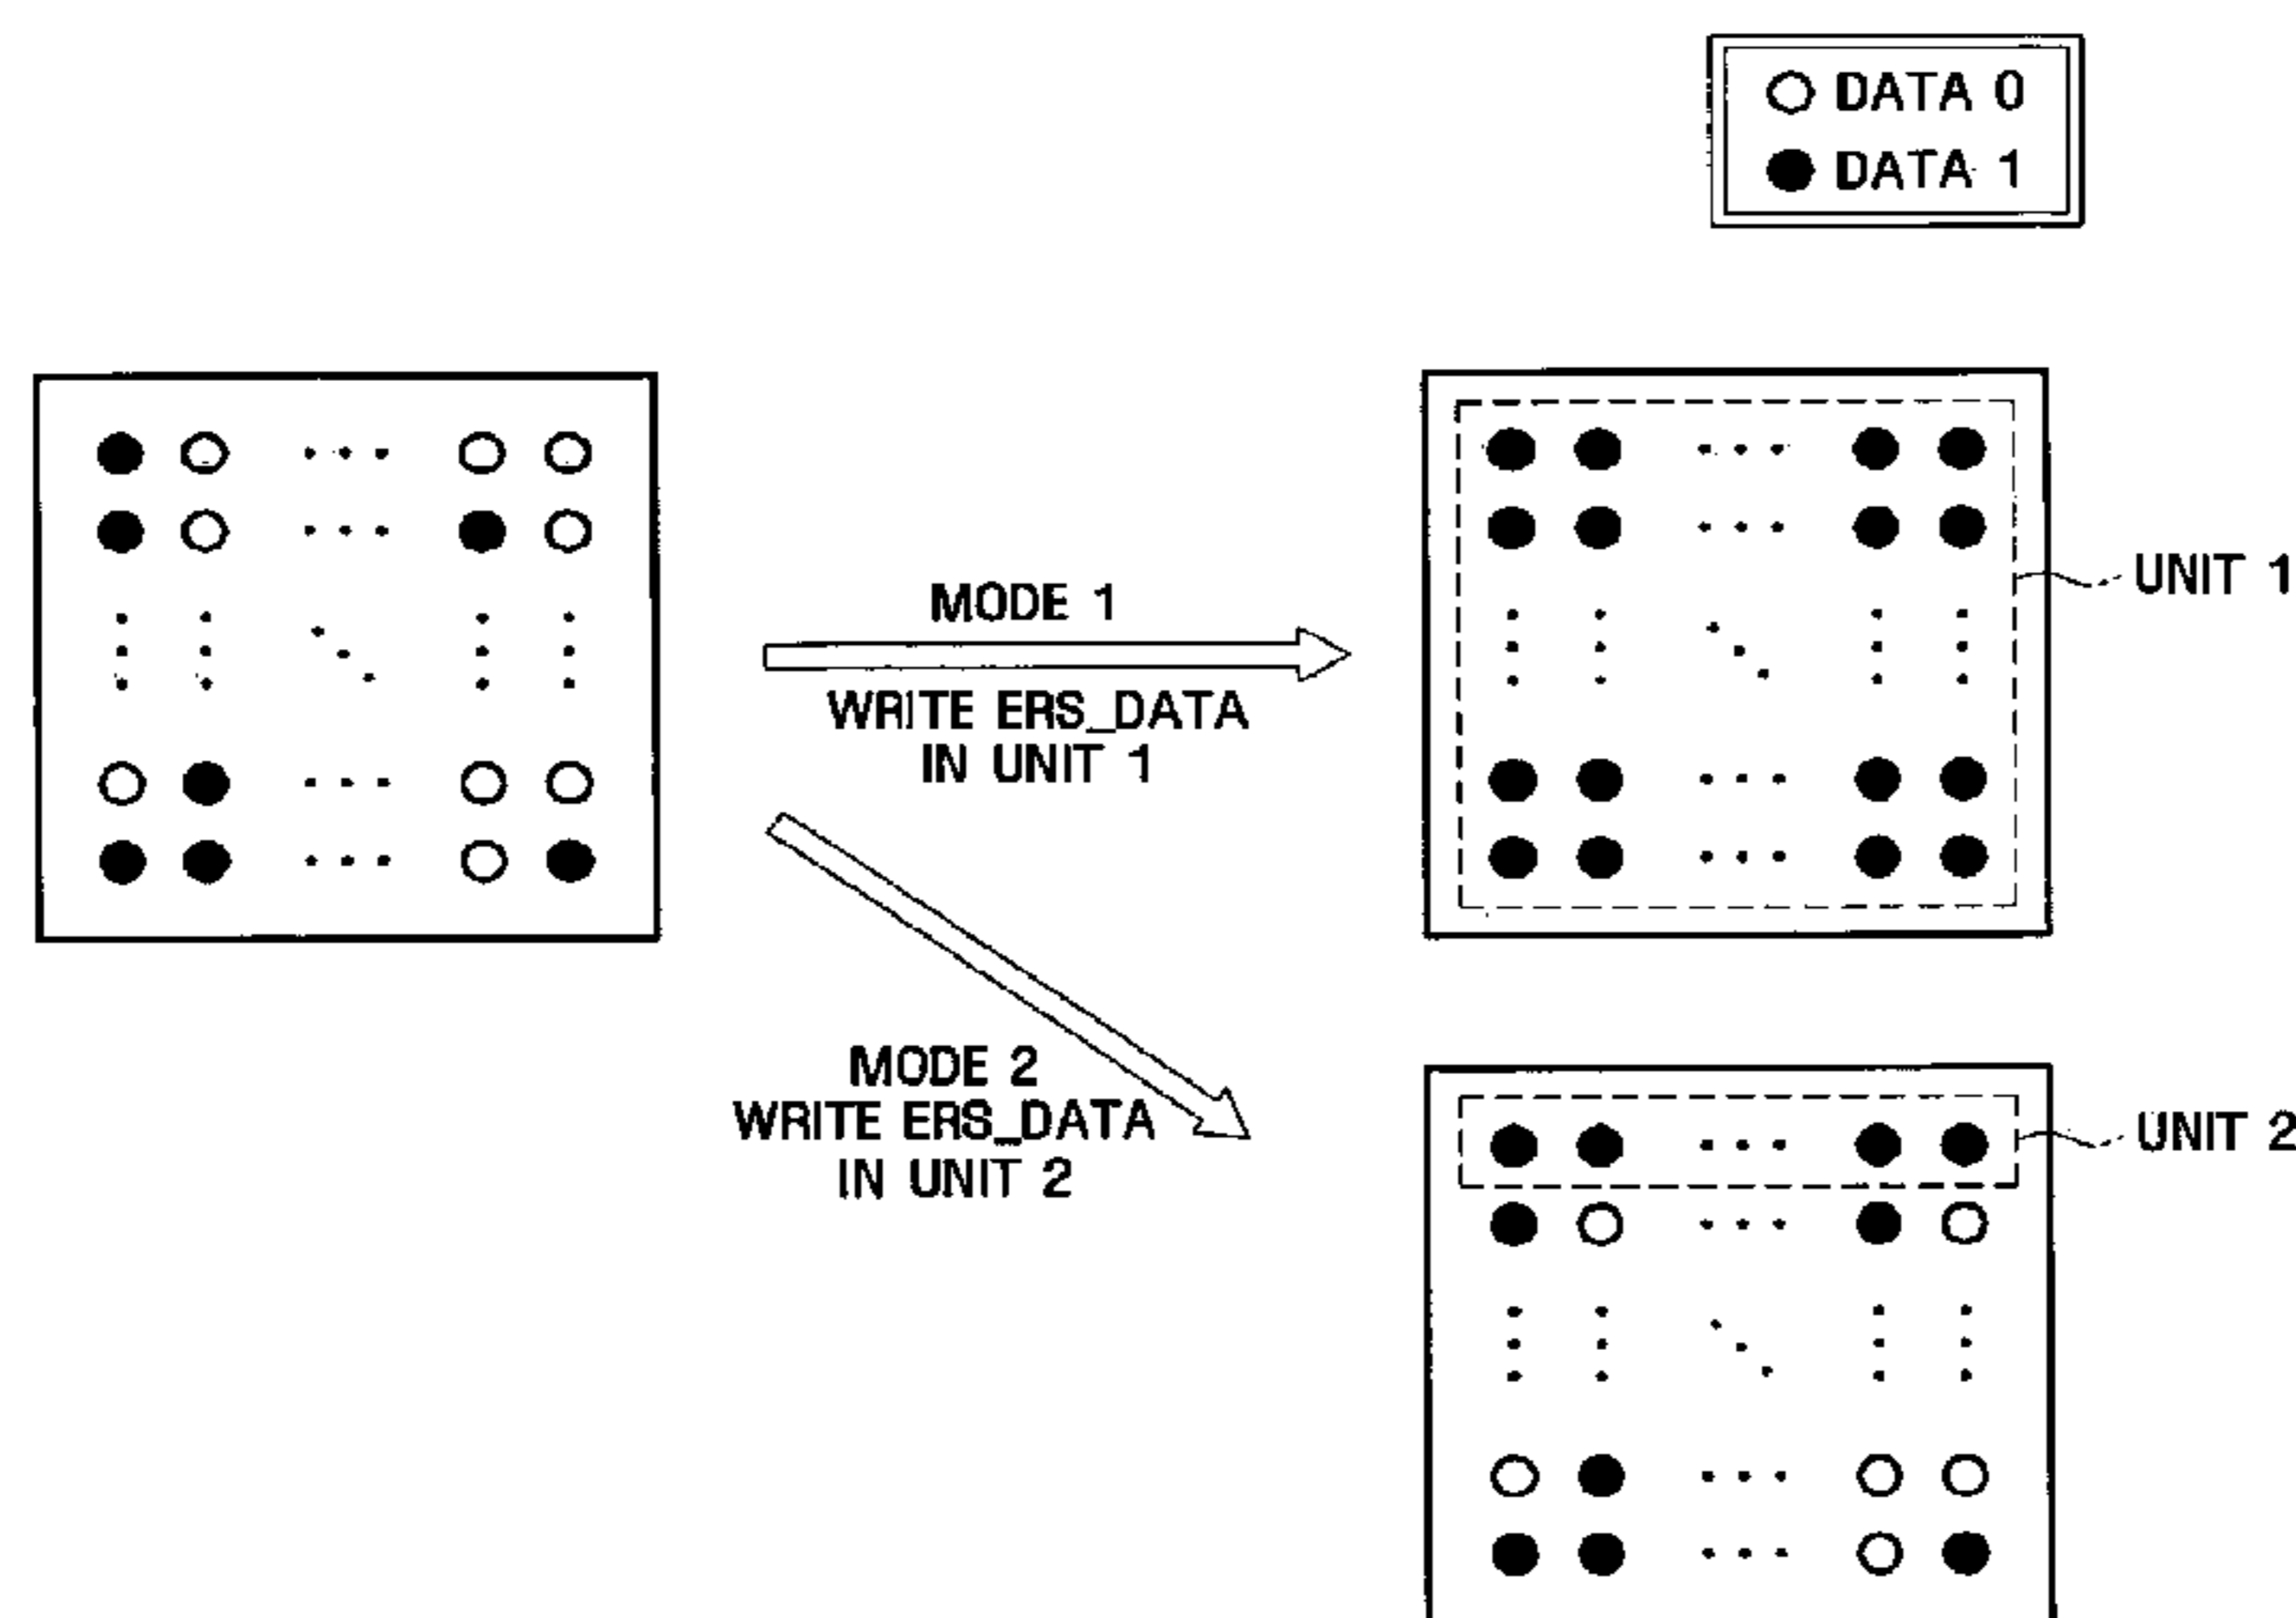 DATA 0
DATA 1
MODE 1
WRITE ERS_DATA
IN UNIT 1
UNIT 1
MODE 2
WRITE ERS_DATA
IN UNIT 2
UNIT 2